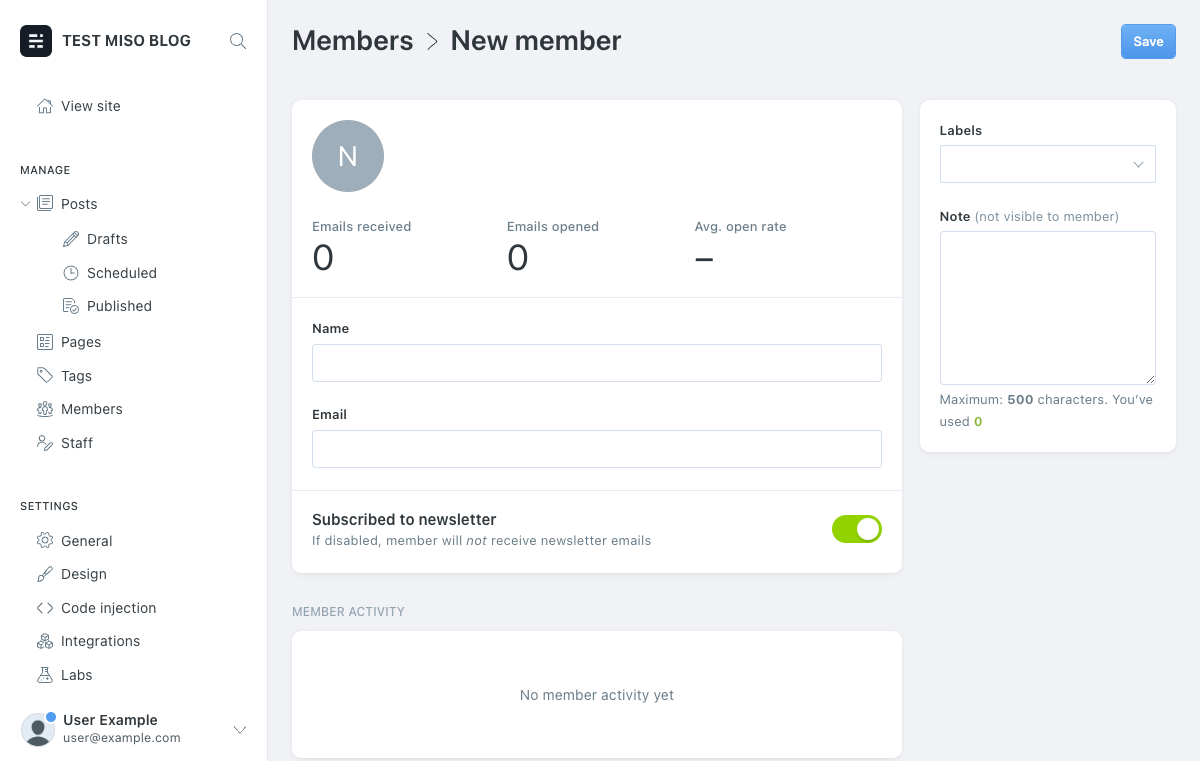 TEST MISO BLOG
View site
MANAGE
Posts
Drafts
Scheduled
Published
Pages
Tags
Members
Staff
SETTINGS
General
Design
Code injection
Integrations
Labs
User Example
user@example.com
Members > New member
Save
N
Emails received
0
Emails opened
0
Avg. open rate
–
Name
Email
Subscribed to newsletter
If disabled, member will not receive newsletter emails
MEMBER ACTIVITY
No member activity yet
Labels
Note (not visible to member)
Maximum: 500 characters. You’ve
used 0